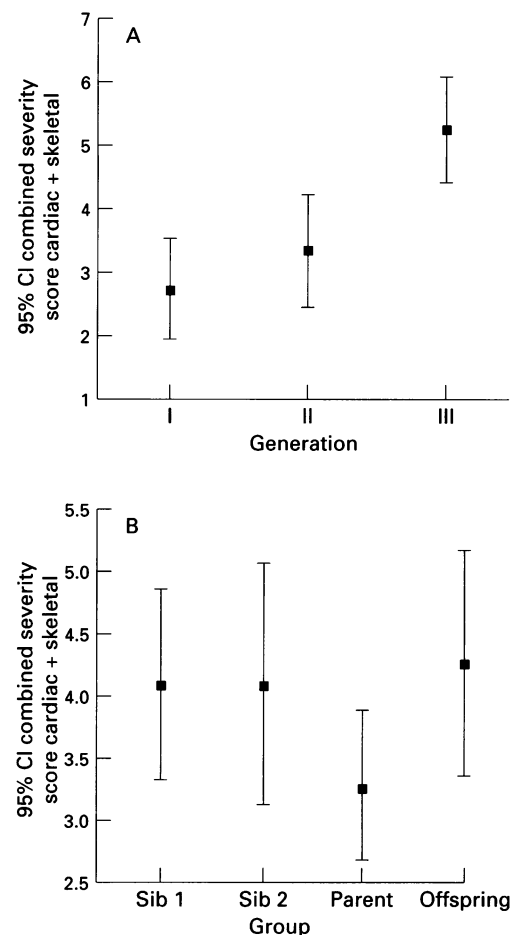 A
95% CI combined severity
score cardiac + skeletal
7
6
5
4
3
2
1
I
II
III
Generation
B
95% CI combined severity
score cardiac + skeletal
5.5
5.0
4.5
4.0
3.5
3.0
2.5
Sib 1
Sib 2
Parent
Offspring
Group